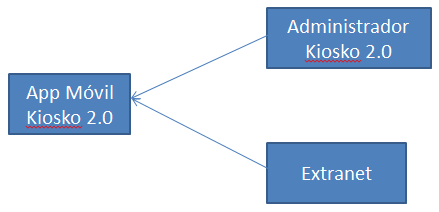 Administrador
Kiosko 2.0
App Móvil
Kiosko 2.0
Extranet